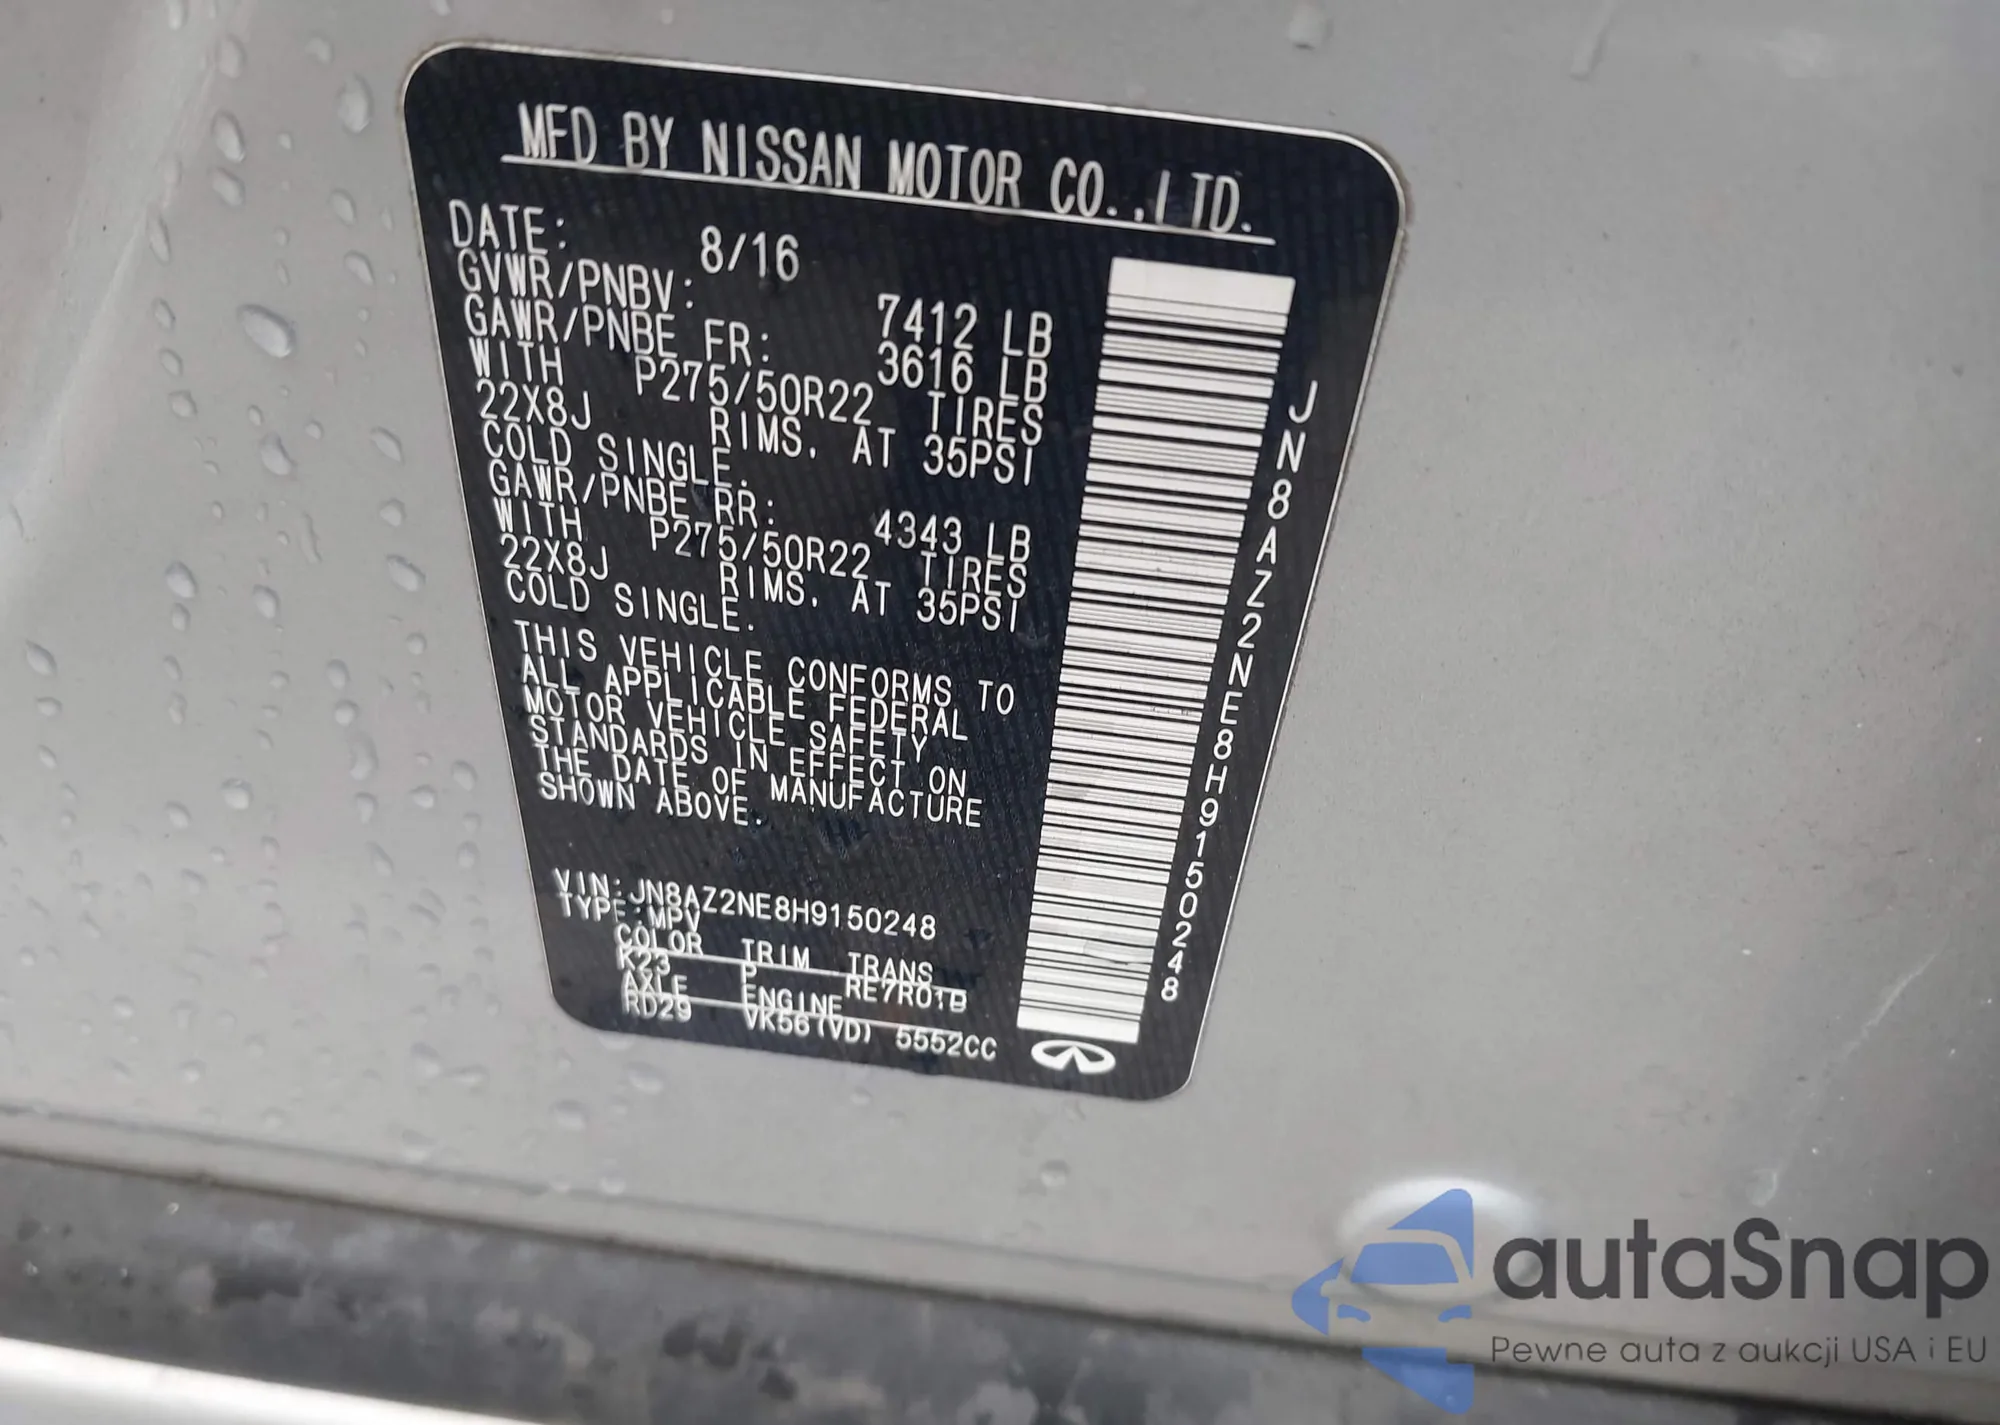 MFD BY NISSAN MOTOR CO.,LTD.
DATE: 8/16
GVWR/PNBV: 7412 LB
GAWR/PNBE FR: 3616 LB
WITH P275/50R22 TIRES
22X8J RIMS. AT 35PSI
COLD SINGLE.
GAWR/PNBE RR: 4343 LB
WITH P275/50R22 TIRES
22X8J RIMS. AT 35PSI
COLD SINGLE.
THIS VEHICLE CONFORMS TO
ALL APPLICABLE FEDERAL
MOTOR VEHICLE SAFETY
STANDARDS IN EFFECT ON
THE DATE OF MANUFACTURE
SHOWN ABOVE.
VIN:JN8AZ2NE8H9150248
TYPE:MPV
COLOR TRIM TRANS
K23 P RE7R01B
AXLE ENGINE
RD29 VK56(VD) 5552CC
JN8AZ2NE8H9150248
autaSnap
Pewne auta z aukcji USA i EU